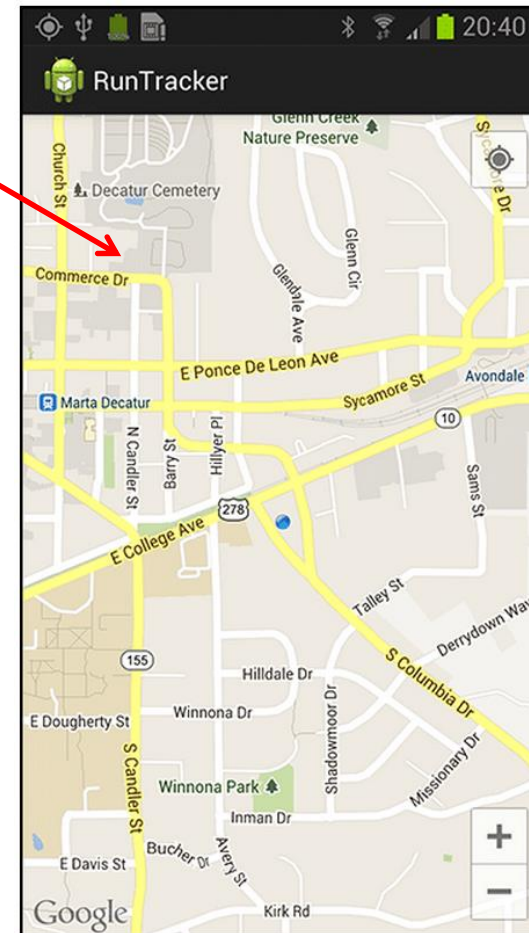 20:40
RunTracker
Glenn Creek
Nature Preserve
Church St
Decatur Cemetery
Sycamore Dr
Glenn Cir
Glendale Ave
Commerce Dr
E Ponce De Leon Ave
Avondale
Sycamore St
Marta Decatur
10
N Candler St
Barry St
Hillyer Pl
Sams St
278
E College Ave
Talley St
Derrydown Way
155
S Columbia Dr
Hilldale Dr
Winnona Dr
E Dougherty St
Shadowmoor Dr
S Candler St
Missionary Dr
Winnona Park
Inman Dr
+
Bucher Dr
Avery St
E Davis St
−
Google
Kirk Rd